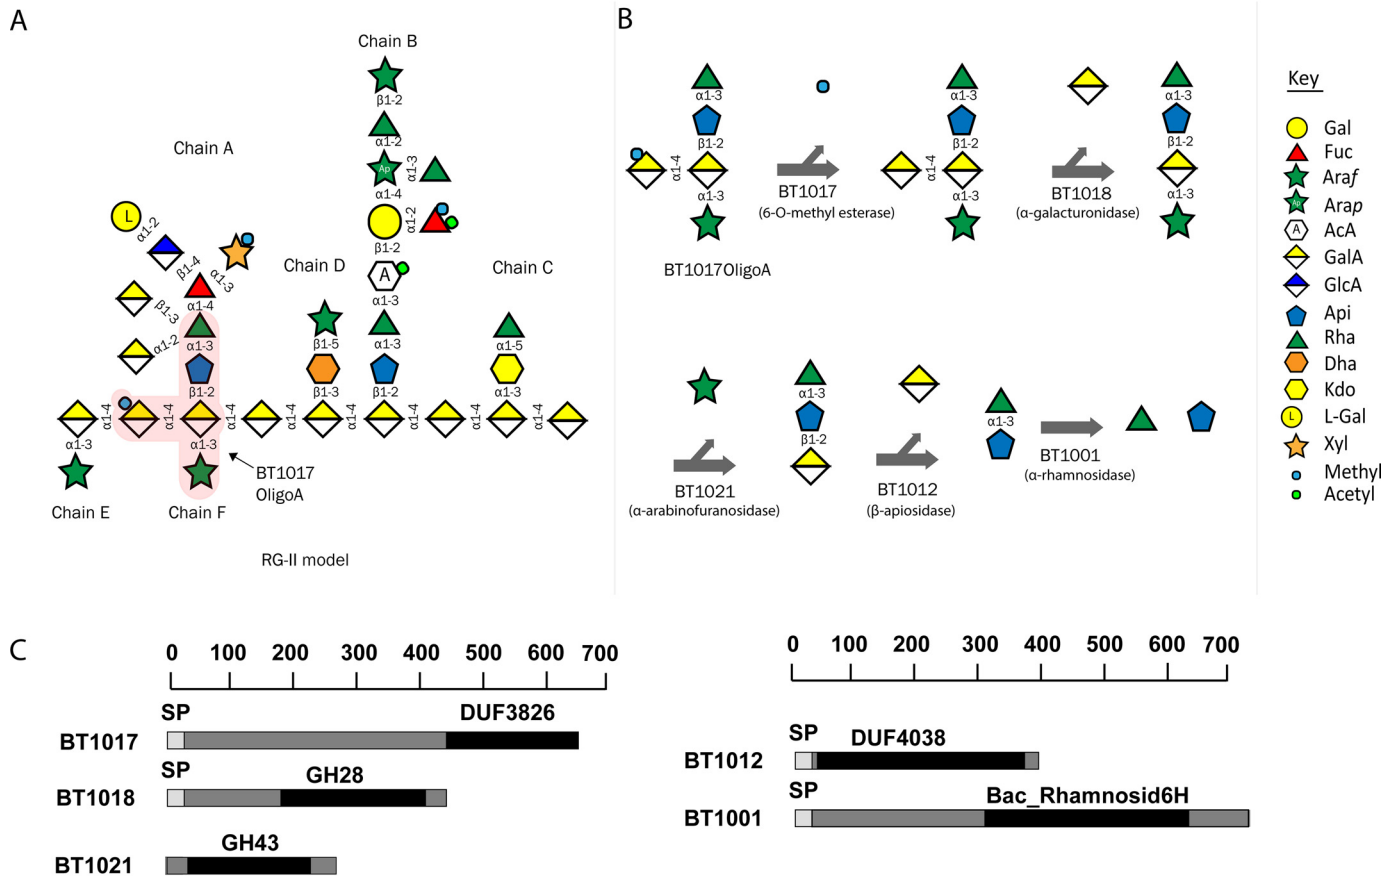 A
Chain B
β1-2
α1-2
Ap
α1-3
α1-4
α1-2
β1-2
A
α1-3
α1-3
β1-2
Chain A
L
α1-2
β1-4
α1-3
α1-4
β1-3
α1-2
α1-3
β1-2
Chain D
β1-5
β1-3
Chain C
α1-5
α1-3
α1-4
α1-4
α1-4
α1-4
α1-4
α1-4
α1-4
α1-4
α1-3
α1-3
BT1017
OligoA
Chain E
Chain F
RG-II model
B
α1-3
β1-2
α1-4
α1-3
BT1017OligoA
BT1017
(6-O-methyl esterase)
α1-3
β1-2
α1-4
α1-3
BT1018
(α-galacturonidase)
α1-3
β1-2
α1-3
BT1021
(α-arabinofuranosidase)
α1-3
β1-2
BT1012
(β-apiosidase)
α1-3
BT1001
(α-rhamnosidase)
Key
Gal
Fuc
Araf
Ap Arap
A AcA
GalA
GlcA
Api
Rha
Dha
Kdo
L L-Gal
Xyl
Methyl
Acetyl
C
0 100 200 300 400 500 600 700
SP DUF3826
BT1017
SP GH28
BT1018
GH43
BT1021
0 100 200 300 400 500 600 700
SP DUF4038
BT1012
SP Bac_Rhamnosid6H
BT1001